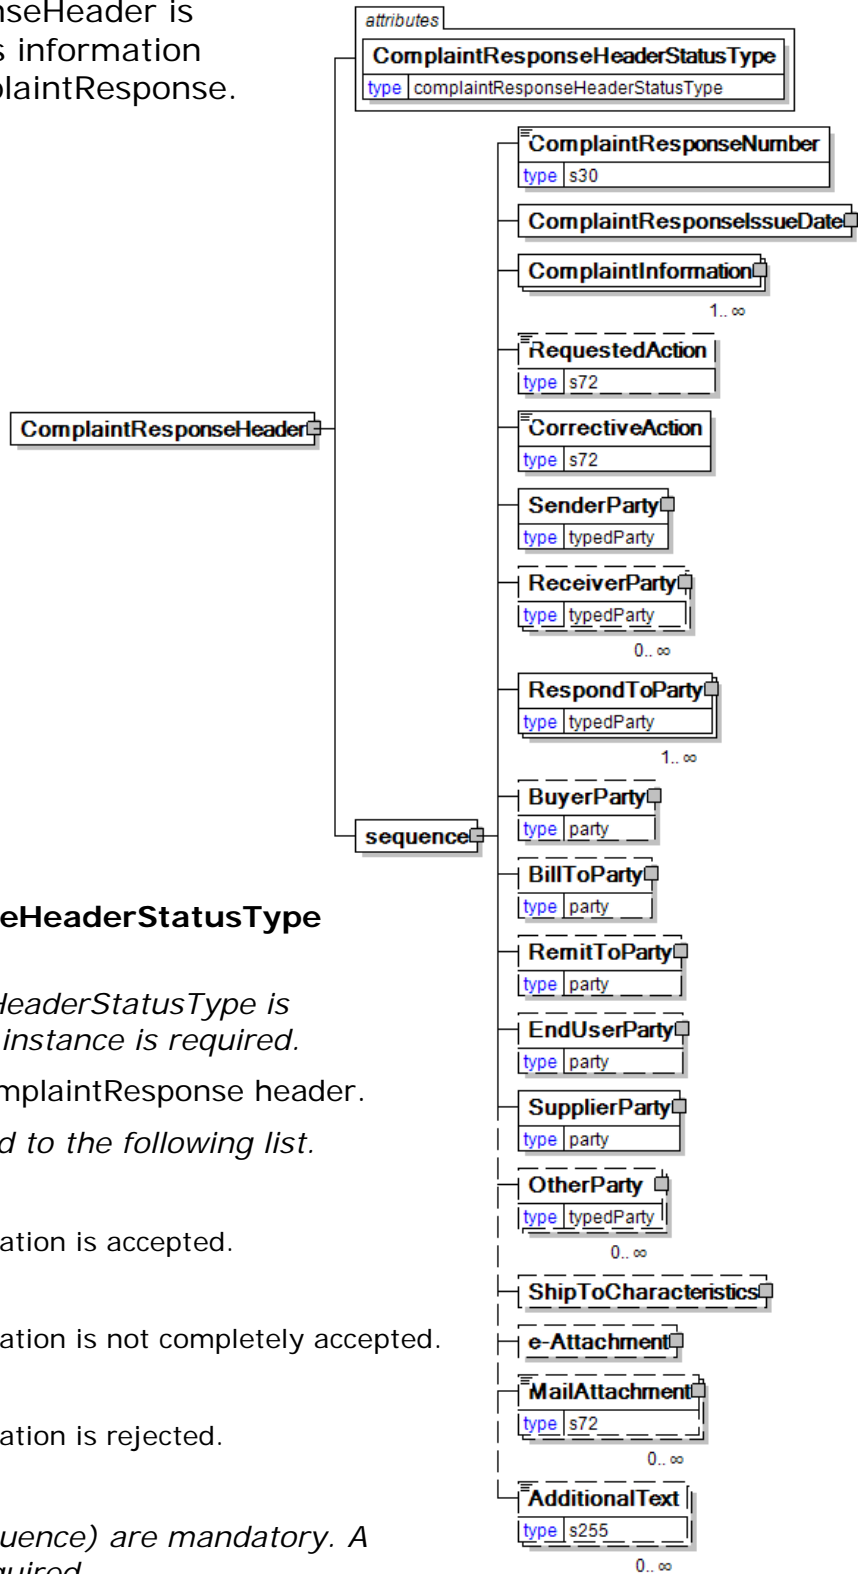 nseHeader is
s information
plaintResponse.
attributes
ComplaintResponseHeaderStatusType
type complaintResponseHeaderStatusType
ComplaintResponseNumber
type s30
ComplaintResponseIssueDate
ComplaintInformation
1.. ∞
RequestedAction
type s72
ComplaintResponseHeader
CorrectiveAction
type s72
SenderParty
type typedParty
ReceiverParty
type typedParty
0.. ∞
RespondToParty
type typedParty
1.. ∞
BuyerParty
type party
sequence
BillToParty
type party
RemitToParty
type party
EndUserParty
type party
SupplierParty
type party
OtherParty
type typedParty
0.. ∞
ShipToCharacteristics
e-Attachment
MailAttachment
type s72
0.. ∞
AdditionalText
type s255
0.. ∞
eHeaderStatusType
HeaderStatusType is
instance is required.
mplaintResponse header.
d to the following list.
ation is accepted.
ation is not completely accepted.
ation is rejected.
uence) are mandatory. A
quired.